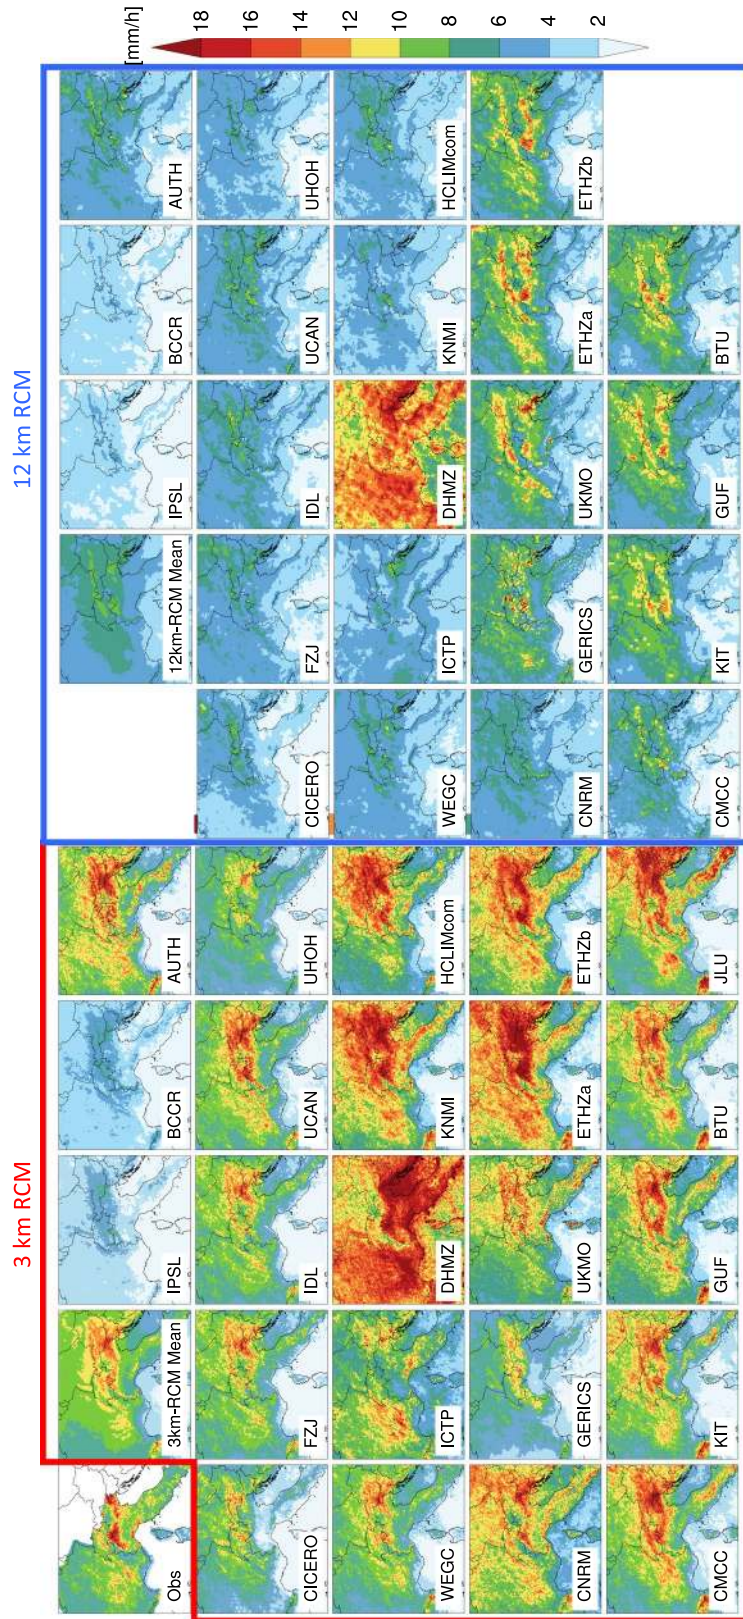 3 km RCM
12 km RCM
[mm/h]
Obs
3km-RCM Mean
IPSL
BCCR
AUTH
12km-RCM Mean
IPSL
BCCR
AUTH
CICERO
FZJ
IDL
UCAN
UHOH
CICERO
FZJ
IDL
UCAN
UHOH
WEGC
ICTP
DHMZ
KNMI
HCLIMcom
WEGC
ICTP
DHMZ
KNMI
HCLIMcom
CNRM
GERICS
UKMO
ETHZa
ETHZb
CNRM
GERICS
UKMO
ETHZa
ETHZb
CMCC
KIT
GUF
BTU
JLU
CMCC
KIT
GUF
BTU
18
16
14
12
10
8
6
4
2